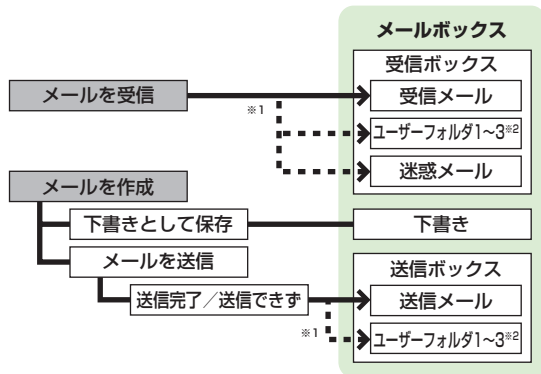 メールボックス
受信ボックス
メールを受信
受信メール
※1
ユーザーフォルダ1〜3※2
迷惑メール
メールを作成
下書きとして保存
下書き
メールを送信
送信ボックス
送信完了／送信できず
送信メール
※1
ユーザーフォルダ1〜3※2